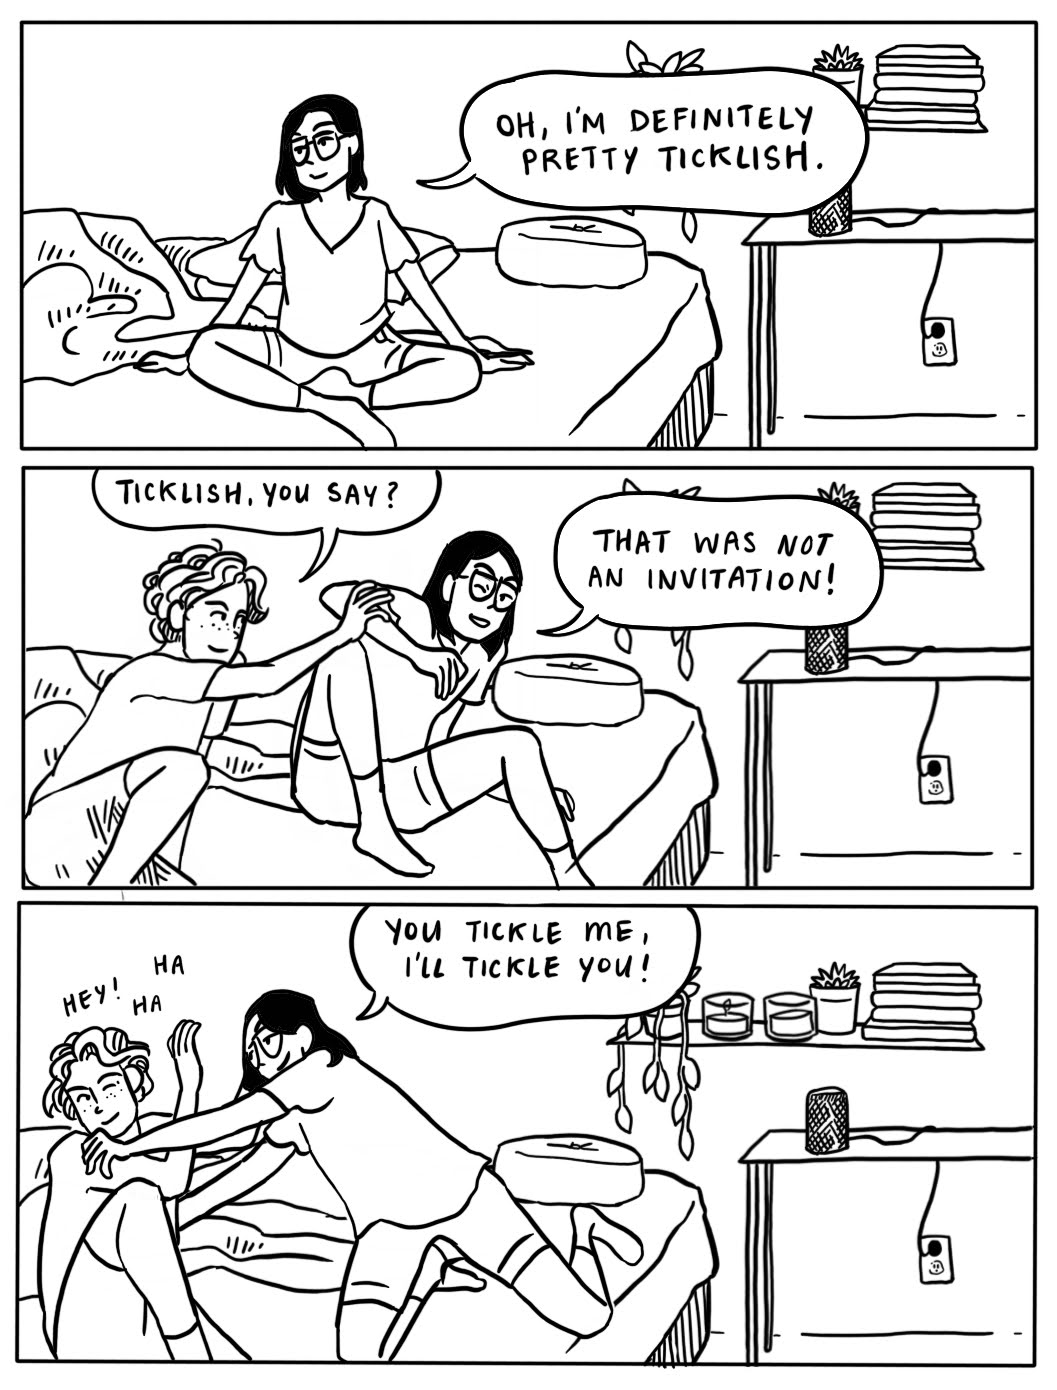 OH, I'M DEFINITELY
PRETTY TICKLISH.
TICKLISH, YOU SAY?
THAT WAS NOT
AN INVITATION!
YOU TICKLE ME,
I'LL TICKLE YOU!
HEY!
HA
HA